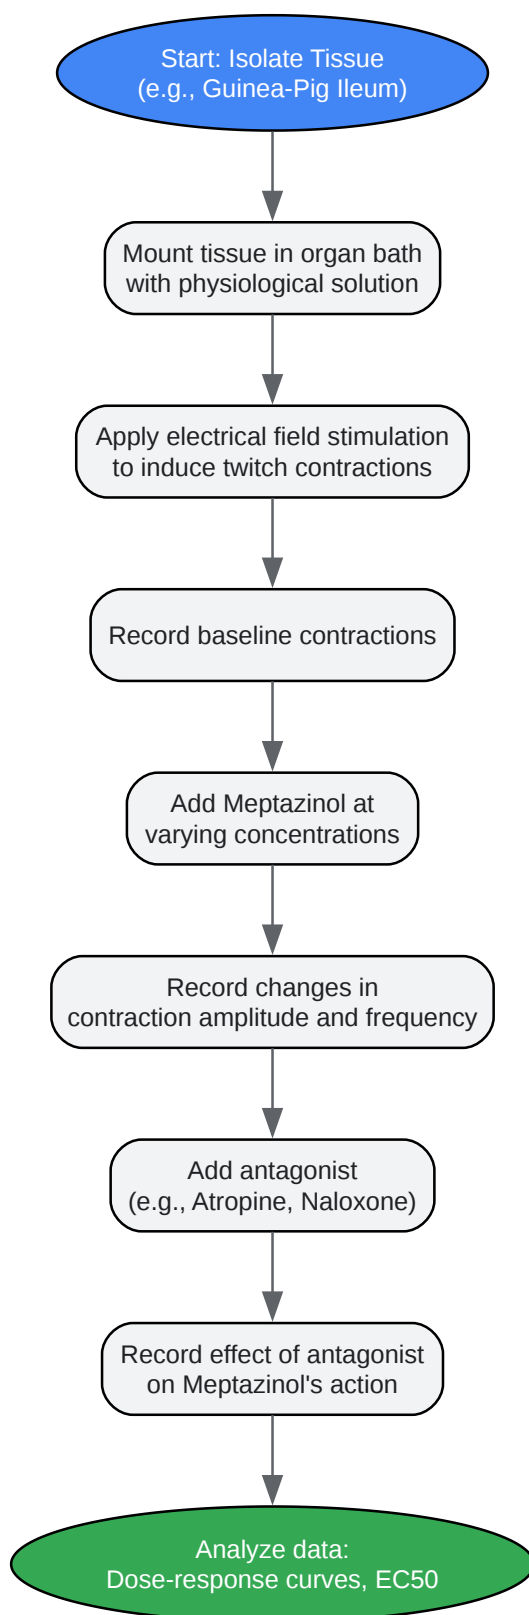 Start: Isolate Tissue
(e.g., Guinea-Pig Ileum)
Mount tissue in organ bath
with physiological solution
Apply electrical field stimulation
to induce twitch contractions
Record baseline contractions
Add Meptazinol at
varying concentrations
Record changes in
contraction amplitude and frequency
Add antagonist
(e.g., Atropine, Naloxone)
Record effect of antagonist
on Meptazinol's action
Analyze data:
Dose-response curves, EC50